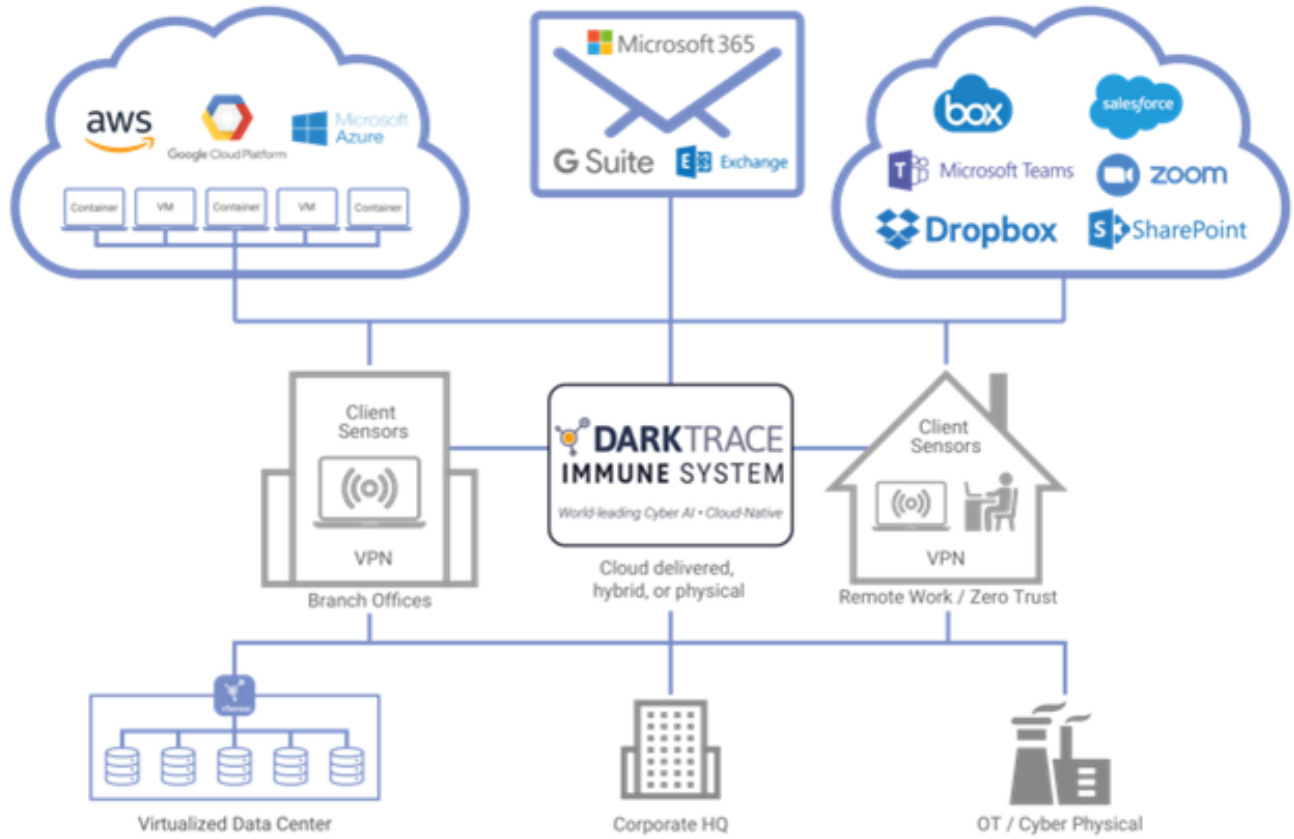 Microsoft 365
G Suite
Exchange
aws
Google Cloud Platform
Microsoft
Azure
Container
VM
Container
VM
Container
box
salesforce
Microsoft Teams
zoom
Dropbox
SharePoint
Client
Sensors
VPN
Branch Offices
DARKTRACE
IMMUNE SYSTEM
World-leading Cyber AI • Cloud-Native
Cloud delivered,
hybrid, or physical
Client
Sensors
VPN
Remote Work / Zero Trust
vSensor
Virtualized Data Center
Corporate HQ
OT / Cyber Physical